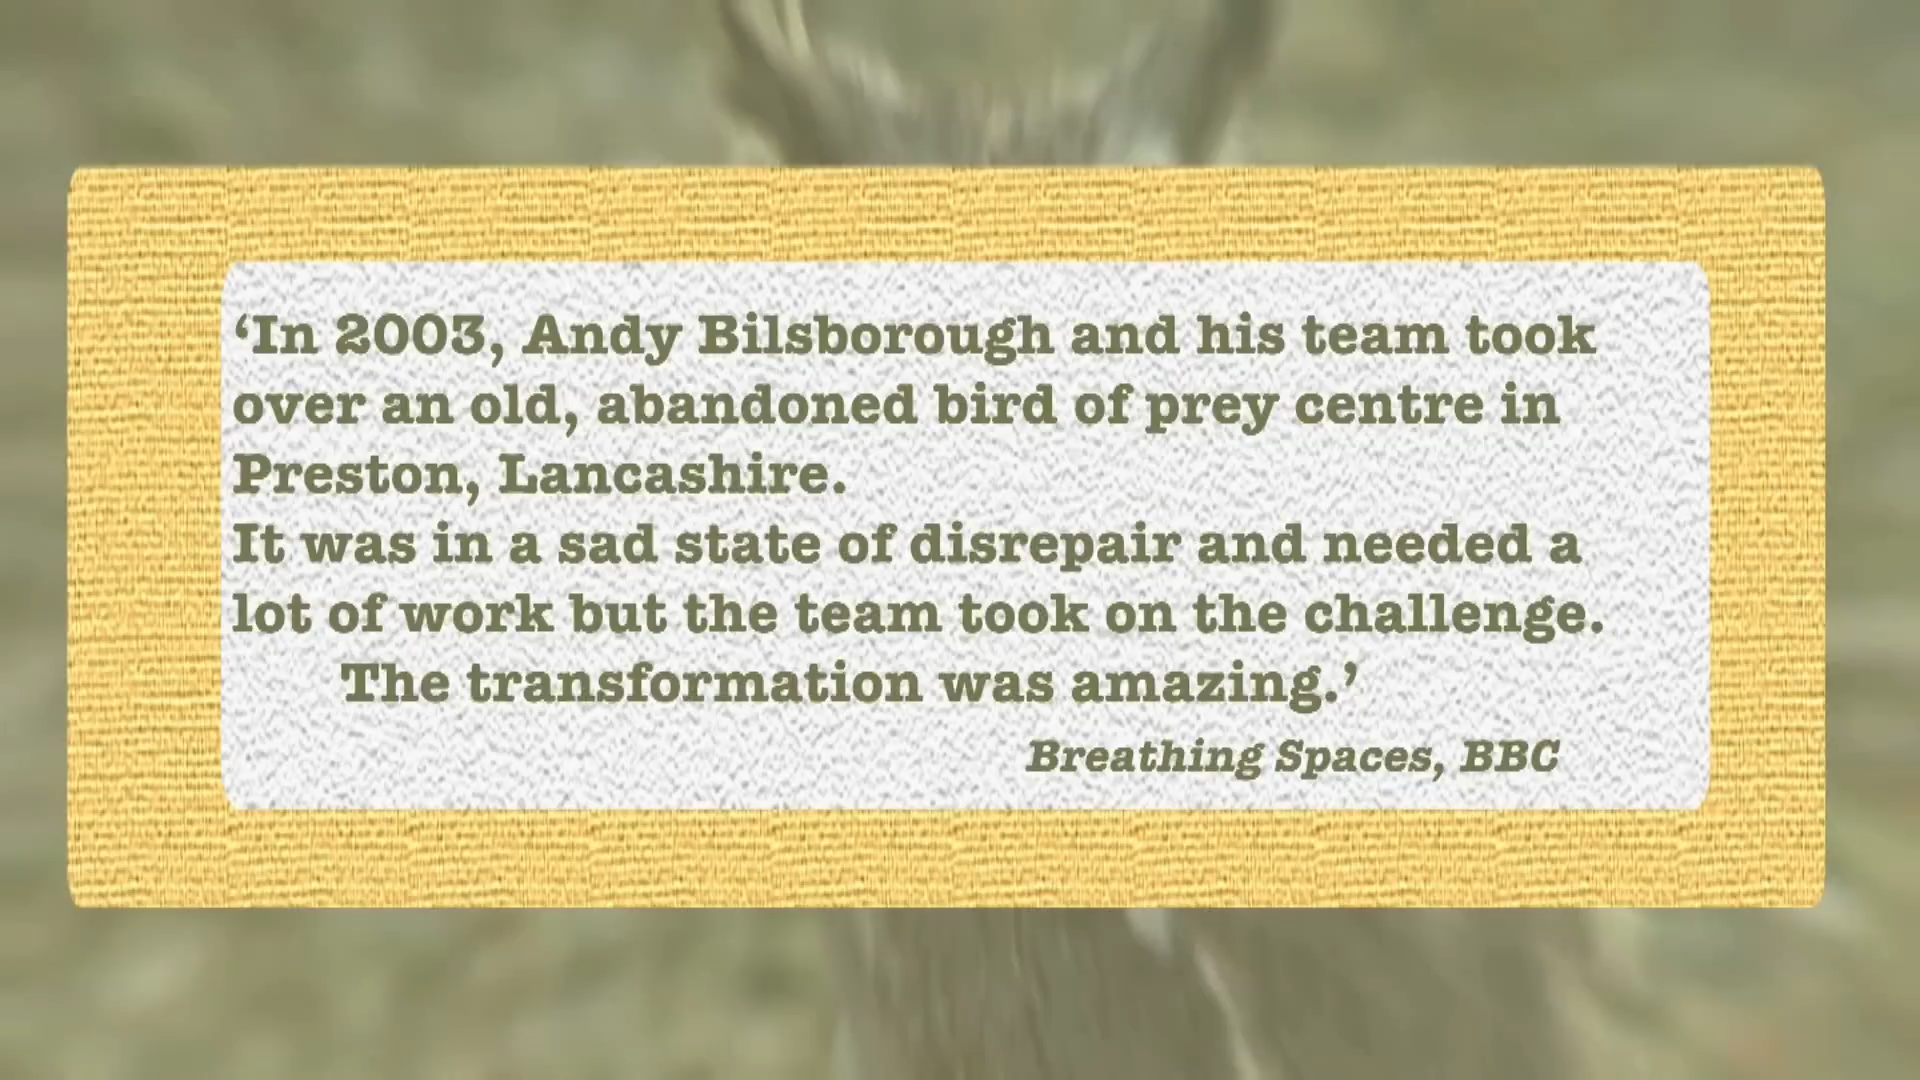 ‘In 2003, Andy Bilsborough and his team took
over an old, abandoned bird of prey centre in
Preston, Lancashire.
It was in a sad state of disrepair and needed a
lot of work but the team took on the challenge.
The transformation was amazing.’
Breathing Spaces, BBC